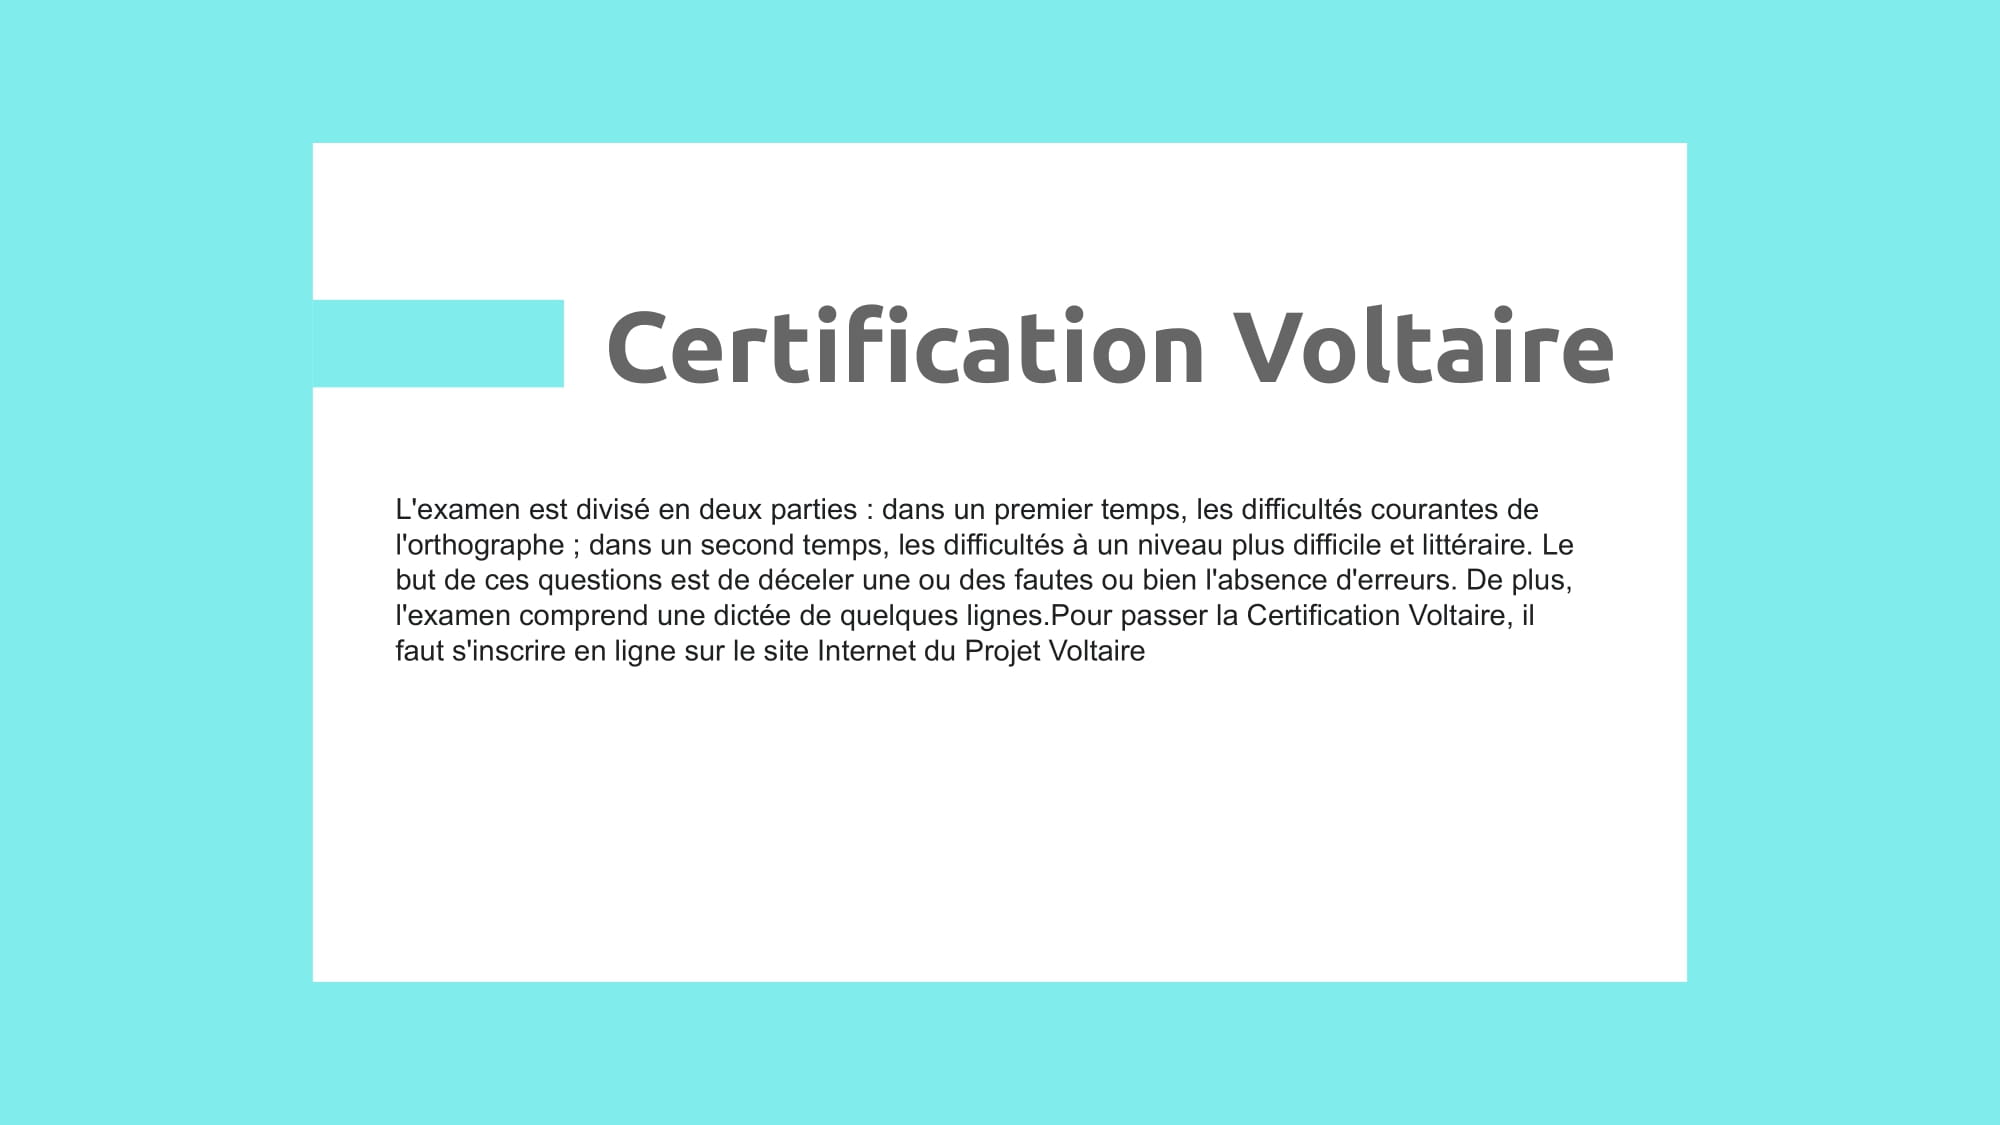 Certification Voltaire
L'examen est divisé en deux parties : dans un premier temps, les difficultés courantes de
l'orthographe ; dans un second temps, les difficultés à un niveau plus difficile et littéraire. Le
but de ces questions est de déceler une ou des fautes ou bien l'absence d'erreurs. De plus,
l'examen comprend une dictée de quelques lignes.Pour passer la Certification Voltaire, il
faut s'inscrire en ligne sur le site Internet du Projet Voltaire